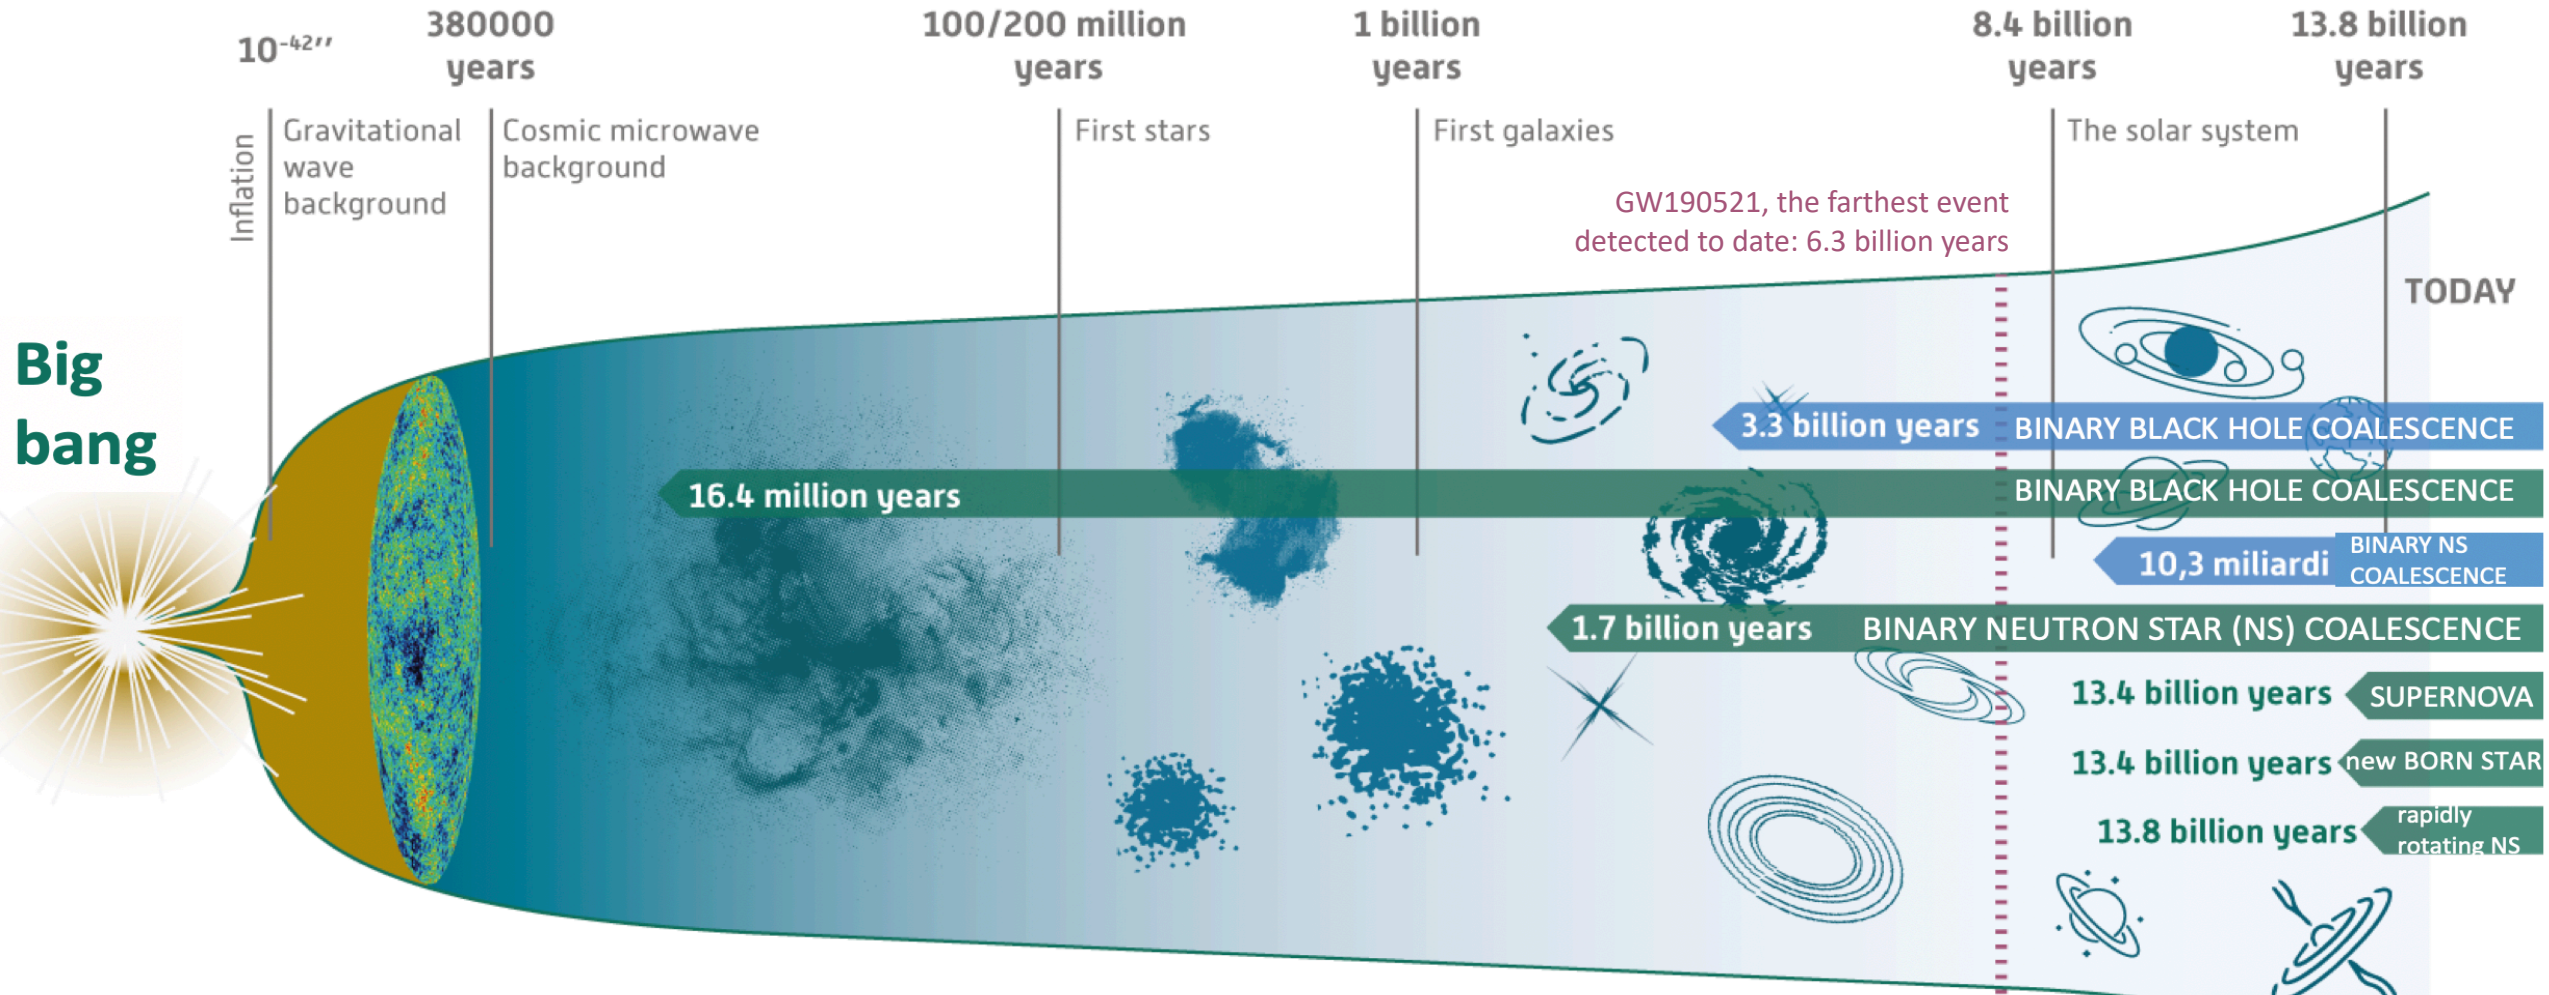 10⁻⁴²′′
380000
years
100/200 million
years
1 billion
years
8.4 billion
years
13.8 billion
years
Inflation
Gravitational
wave
background
Cosmic microwave
background
First stars
First galaxies
The solar system
GW190521, the farthest event
detected to date: 6.3 billion years
TODAY
Big
bang
3.3 billion years BINARY BLACK HOLE COALESCENCE
16.4 million years BINARY BLACK HOLE COALESCENCE
10,3 miliardi
BINARY NS
COALESCENCE
1.7 billion years BINARY NEUTRON STAR (NS) COALESCENCE
13.4 billion years SUPERNOVA
13.4 billion years new BORN STAR
13.8 billion years
rapidly
rotating NS